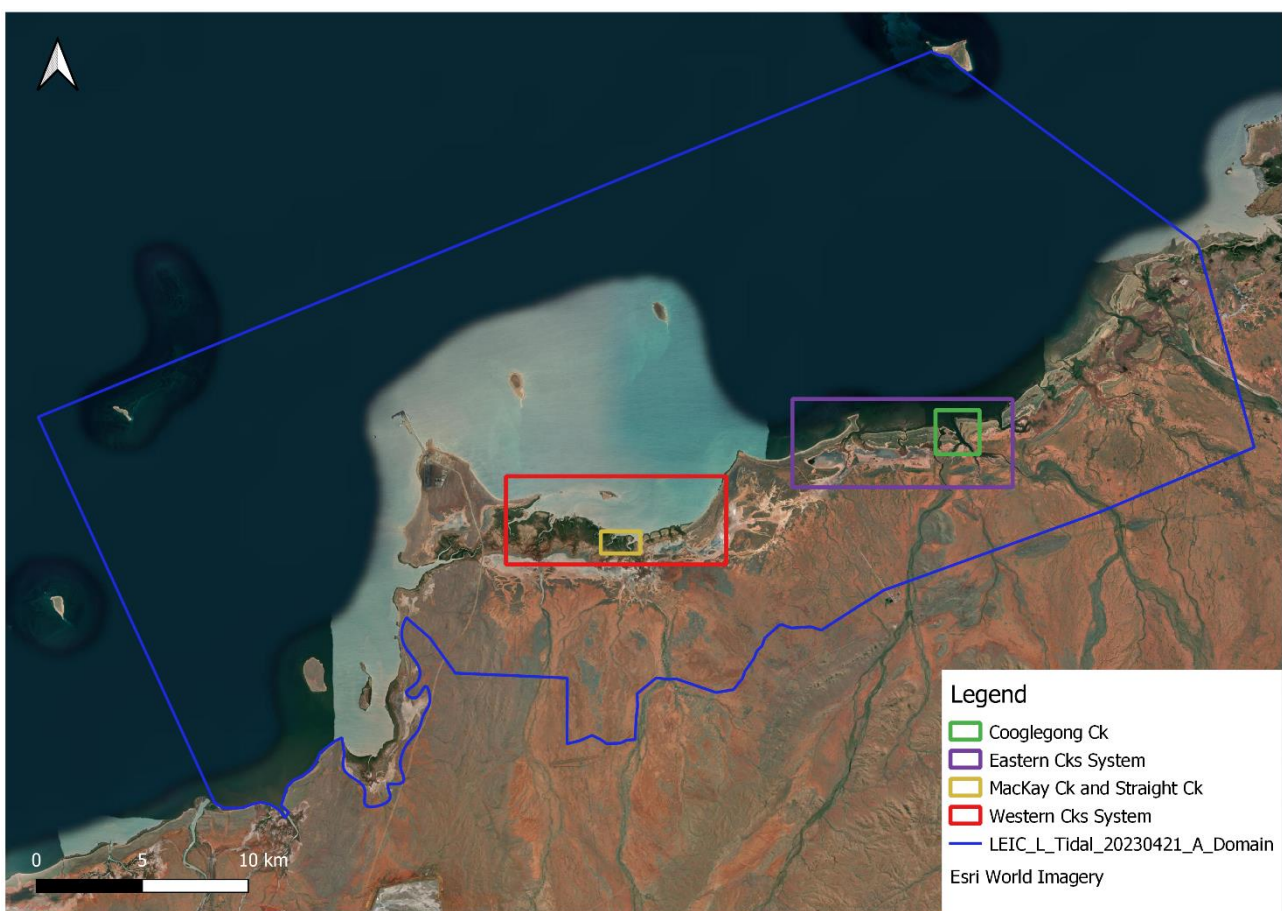 0 5 10 km
Legend
Cooglegong Ck
Eastern Cks System
MacKay Ck and Straight Ck
Western Cks System
LEIC_L_Tidal_20230421_A_Domain
Esri World Imagery